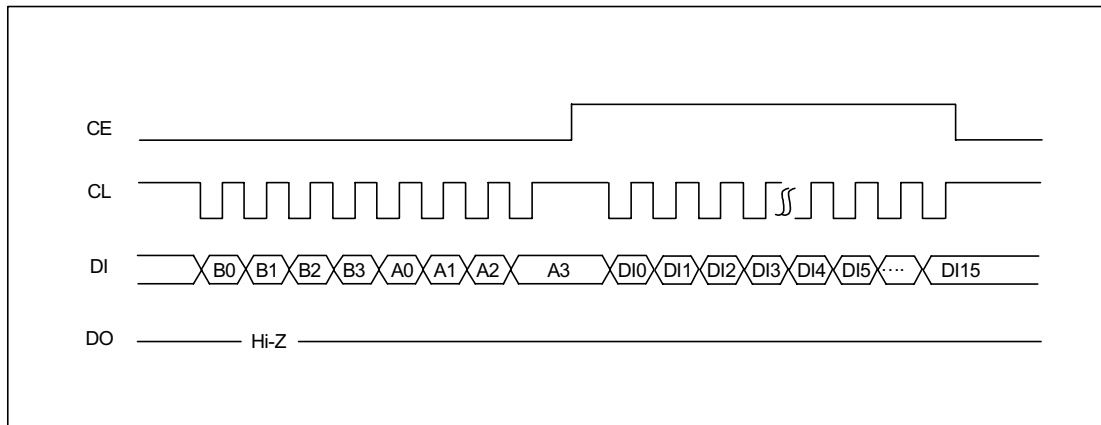 CE
CL
DI B0 B1 B2 B3 A0 A1 A2 A3 DI0 DI1 DI2 DI3 DI4 DI5 ···· DI15
DO Hi-Z